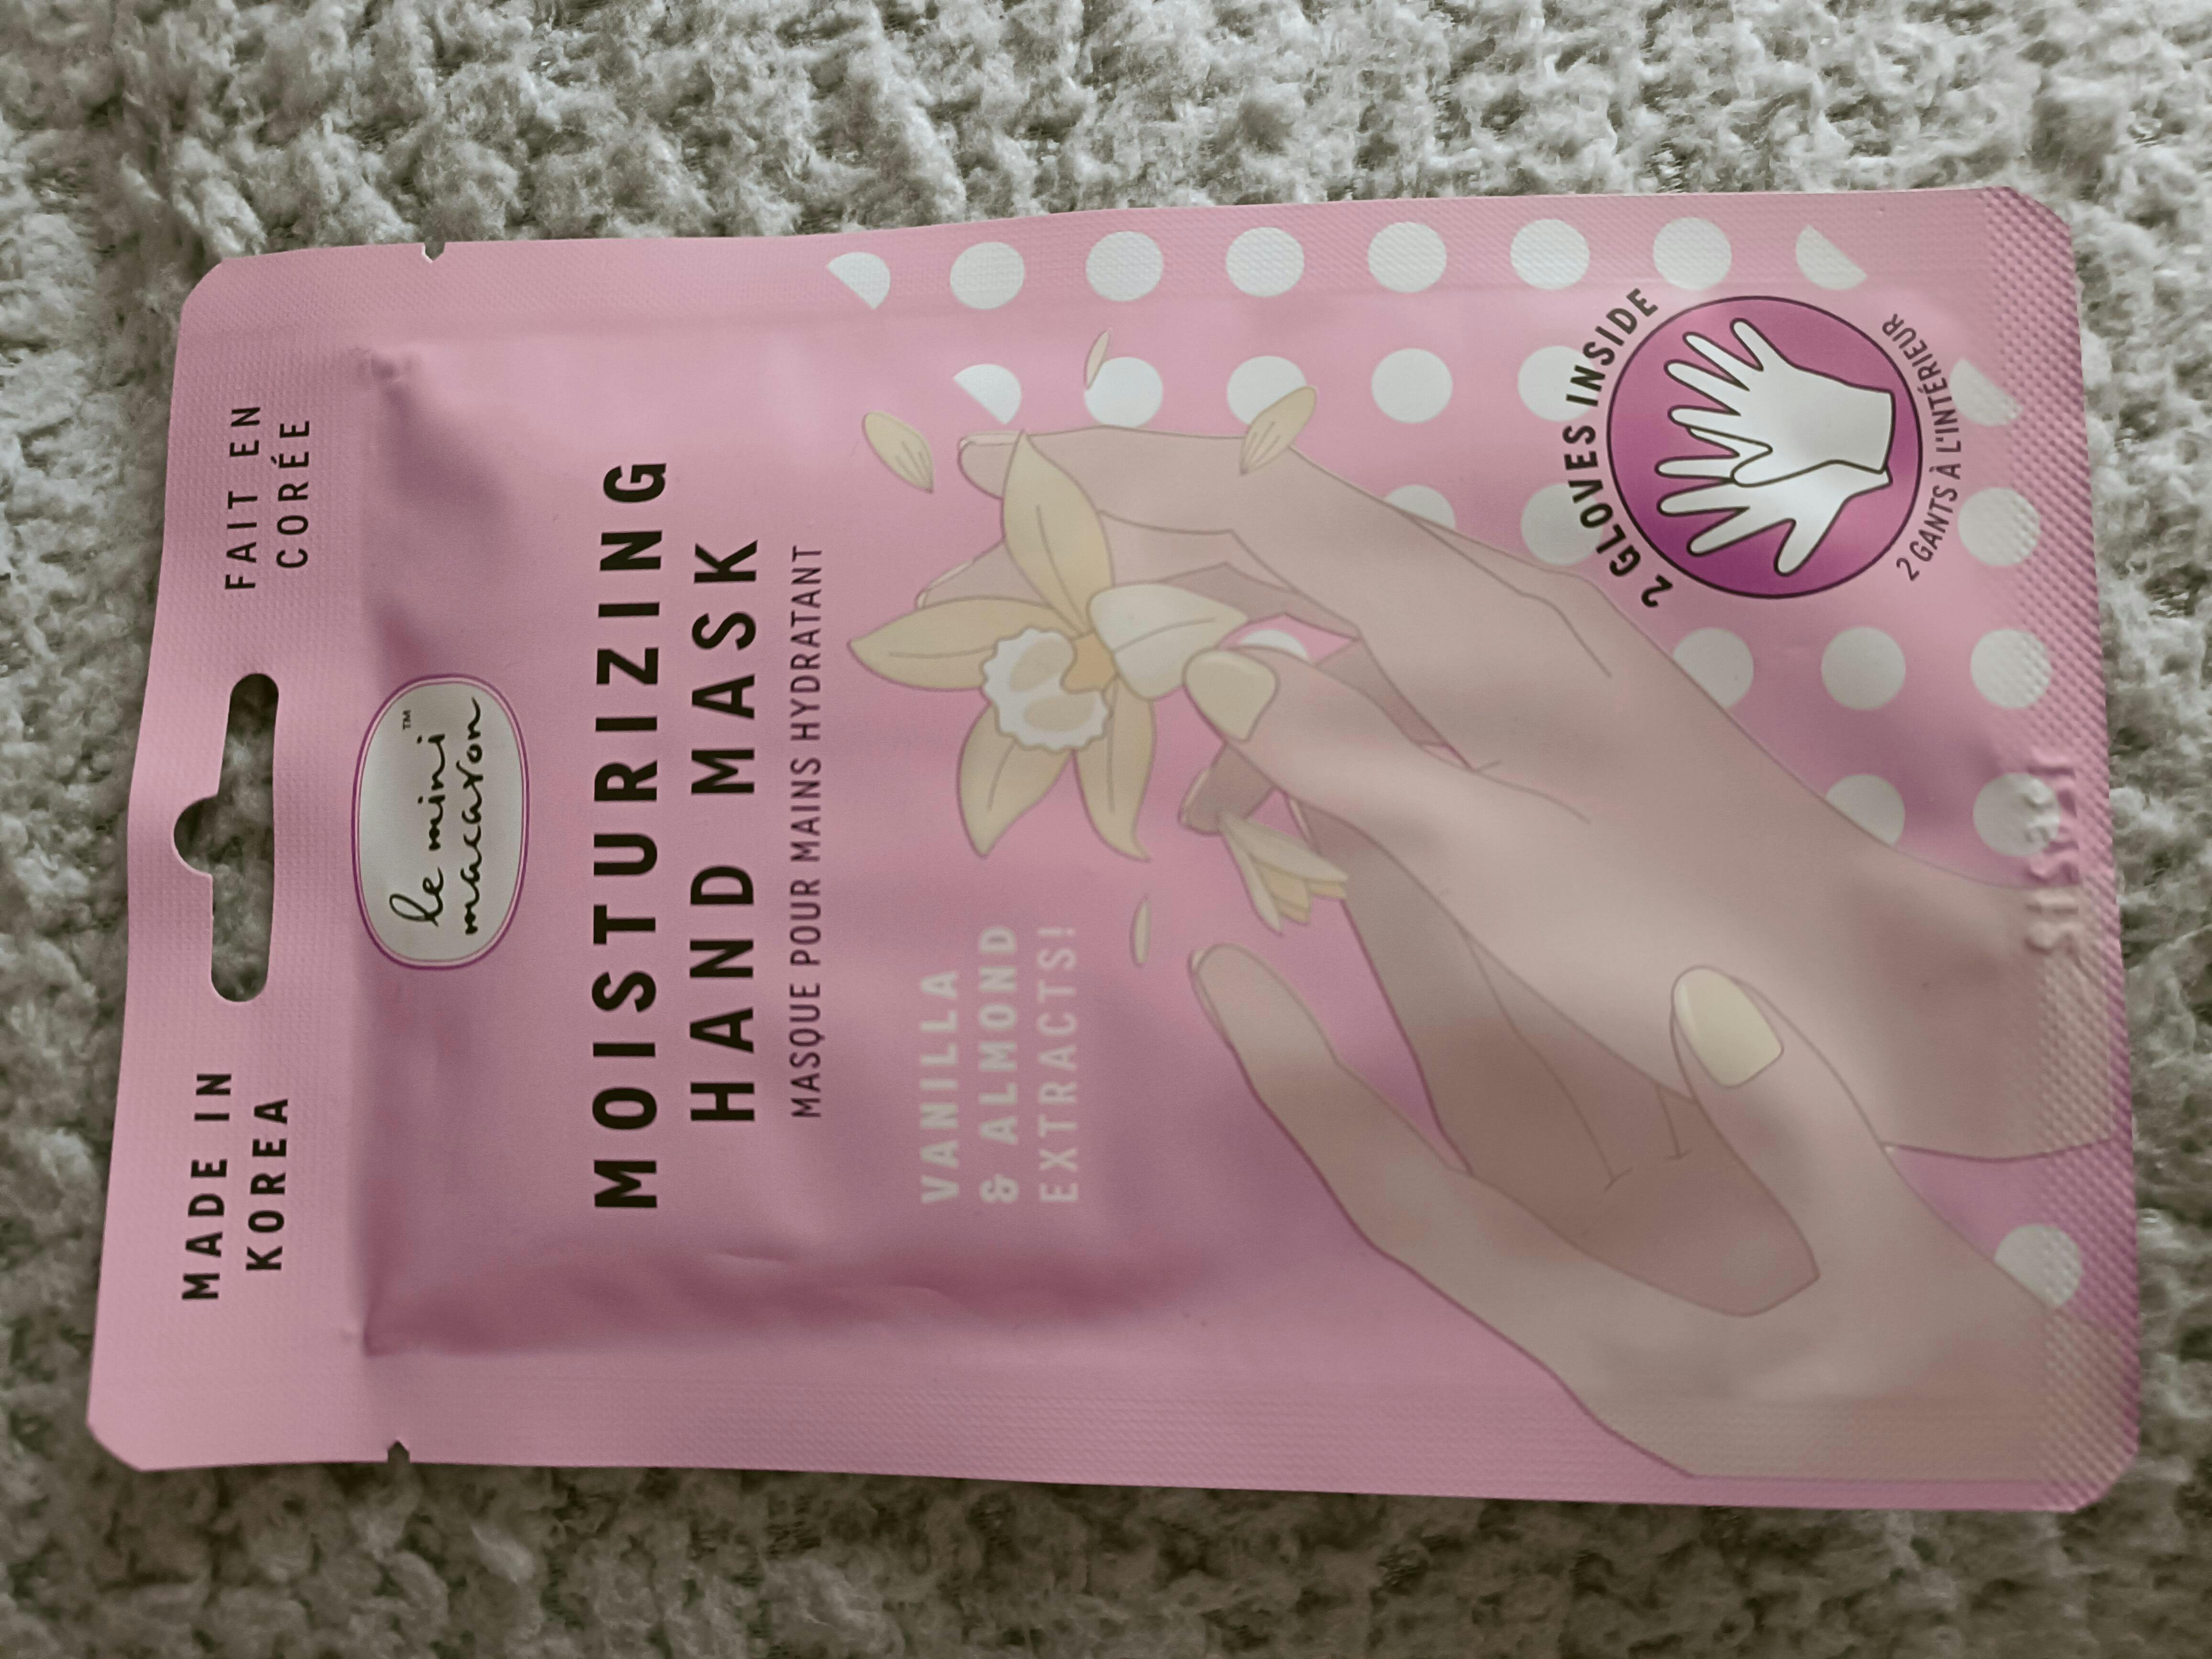 MADE IN
KOREA
FAIT EN
CORÉE
le mini
macaron™
MOISTURIZING
HAND MASK
MASQUE POUR MAINS HYDRATANT
VANILLA
& ALMOND
EXTRACTS!
2 GLOVES INSIDE
2 GANTS À L'INTÉRIEUR